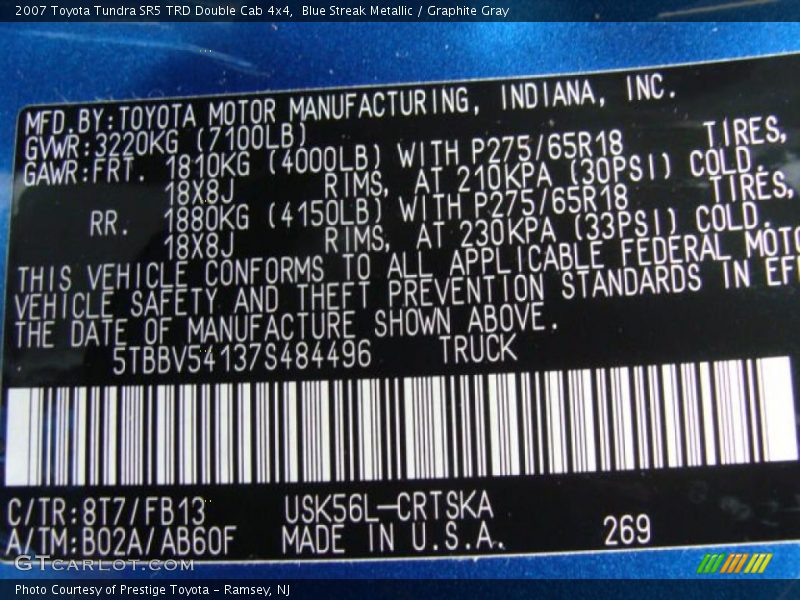 2007 Toyota Tundra SR5 TRD Double Cab 4x4,  Blue Streak Metallic / Graphite Gray
MFD.BY:TOYOTA MOTOR MANUFACTURING, INDIANA, INC.
GVWR:3220KG (7100LB)
GAWR:FRT. 1810KG (4000LB) WITH P275/65R18 TIRES,
18X8J RIMS, AT 210KPA (30PSI) COLD.
RR. 1880KG (4150LB) WITH P275/65R18 TIRES,
18X8J RIMS, AT 230KPA (33PSI) COLD.
THIS VEHICLE CONFORMS TO ALL APPLICABLE FEDERAL MOTO
VEHICLE SAFETY AND THEFT PREVENTION STANDARDS IN EFF
THE DATE OF MANUFACTURE SHOWN ABOVE.
5TBBV54137S484496 TRUCK
C/TR:8T7/FB13 USK56L-CRTSKA
A/TM:B02A/AB60F MADE IN U.S.A. 269
GTCARLOT.COM
Photo Courtesy of Prestige Toyota - Ramsey, NJ